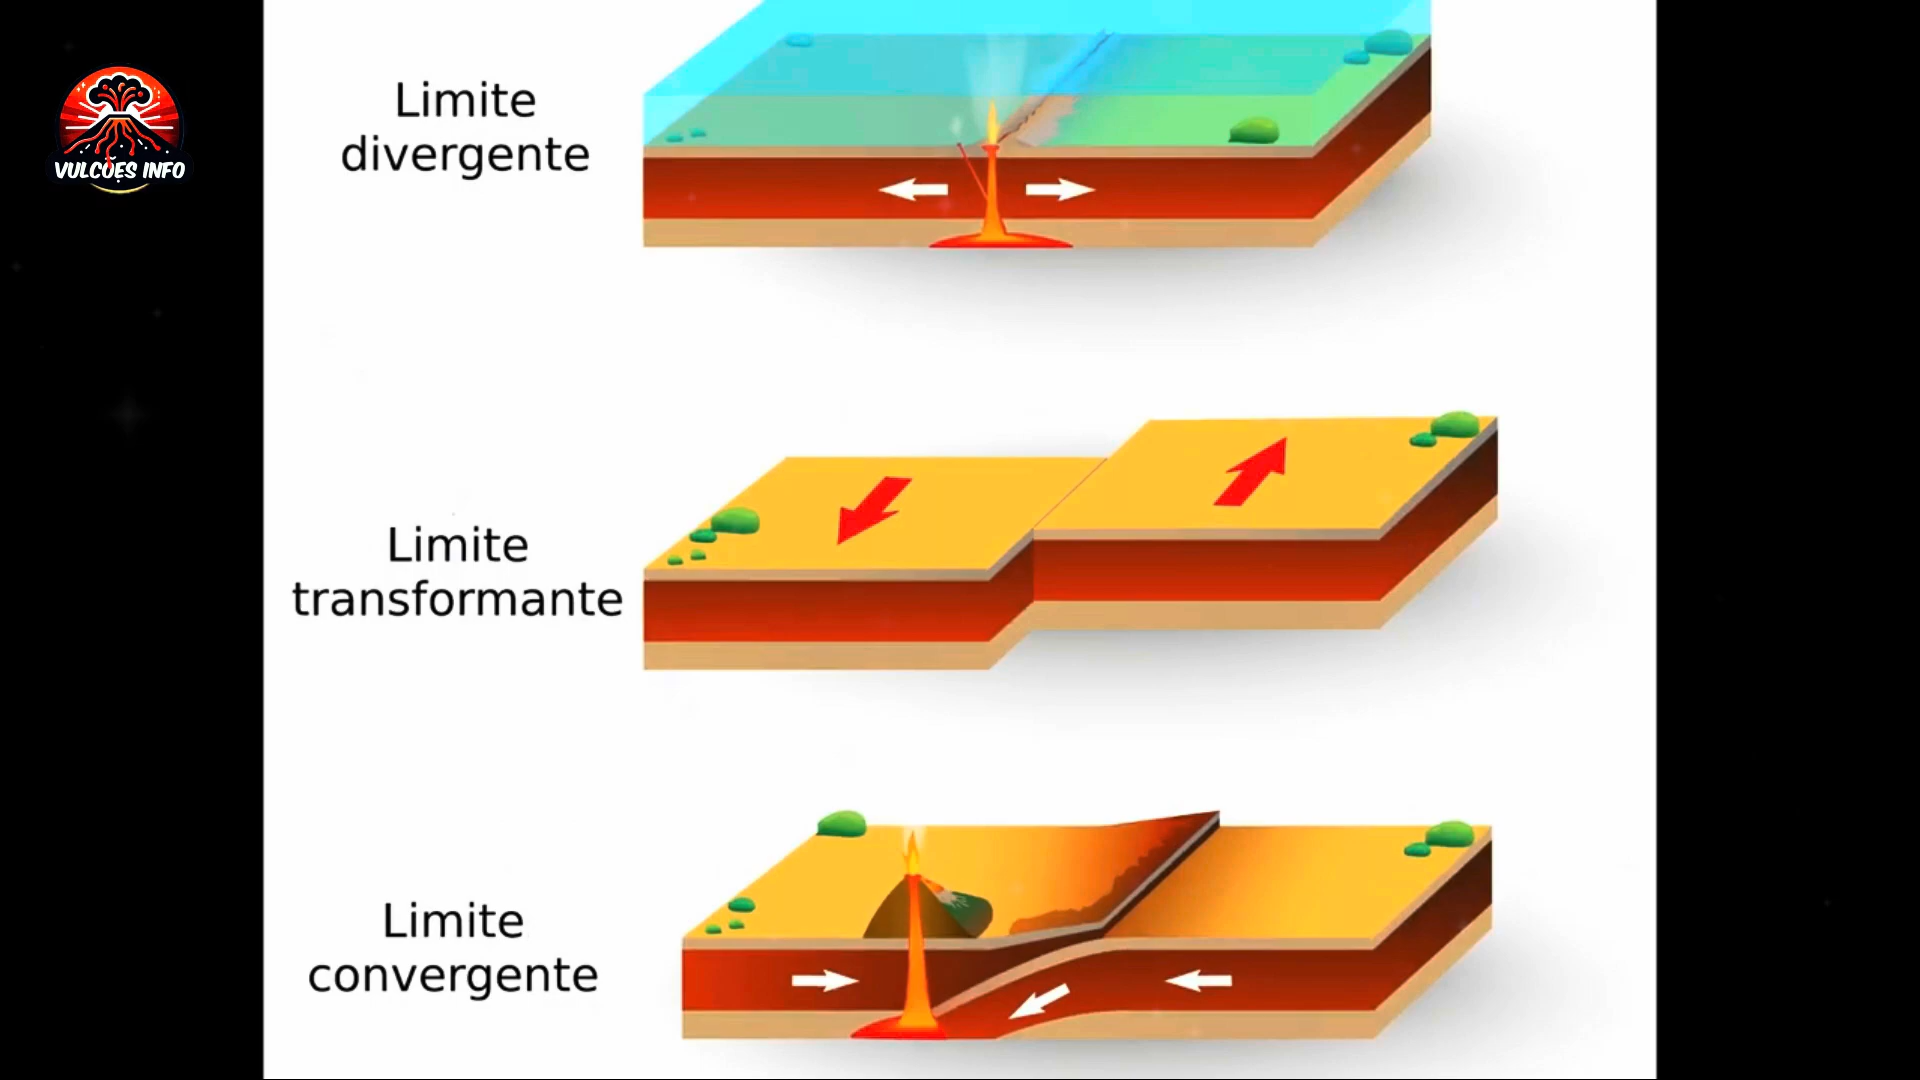 VULCÕES INFO
Limite
divergente
Limite
transformante
Limite
convergente